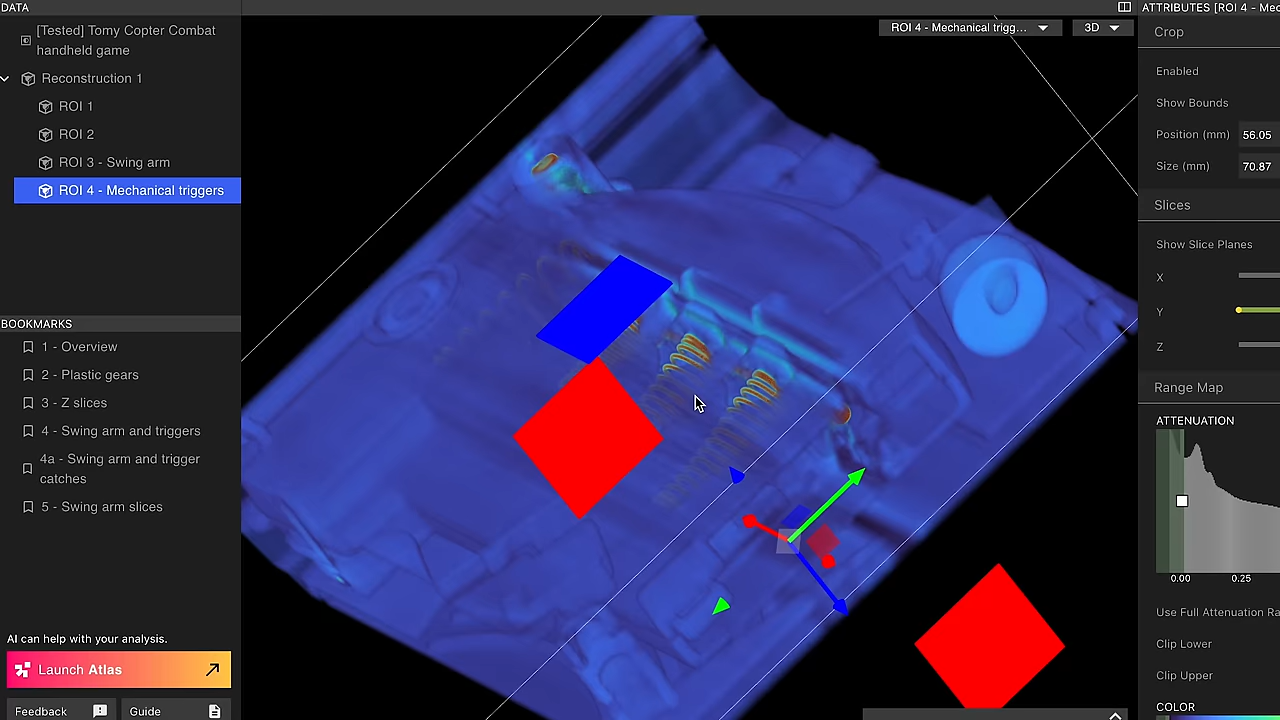 DATA
[Tested] Tomy Copter Combat
handheld game
Reconstruction 1
ROI 1
ROI 2
ROI 3 - Swing arm
ROI 4 - Mechanical triggers
BOOKMARKS
1 - Overview
2 - Plastic gears
3 - Z slices
4 - Swing arm and triggers
4a - Swing arm and trigger
catches
5 - Swing arm slices
AI can help with your analysis.
Launch Atlas
Feedback
Guide
ROI 4 - Mechanical trigg...
3D
ATTRIBUTES [ROI 4 - Mec
Crop
Enabled
Show Bounds
Position (mm) 56.05
Size (mm) 70.87
Slices
Show Slice Planes
X
Y
Z
Range Map
ATTENUATION
0.00 0.25
Use Full Attenuation Ra
Clip Lower
Clip Upper
COLOR